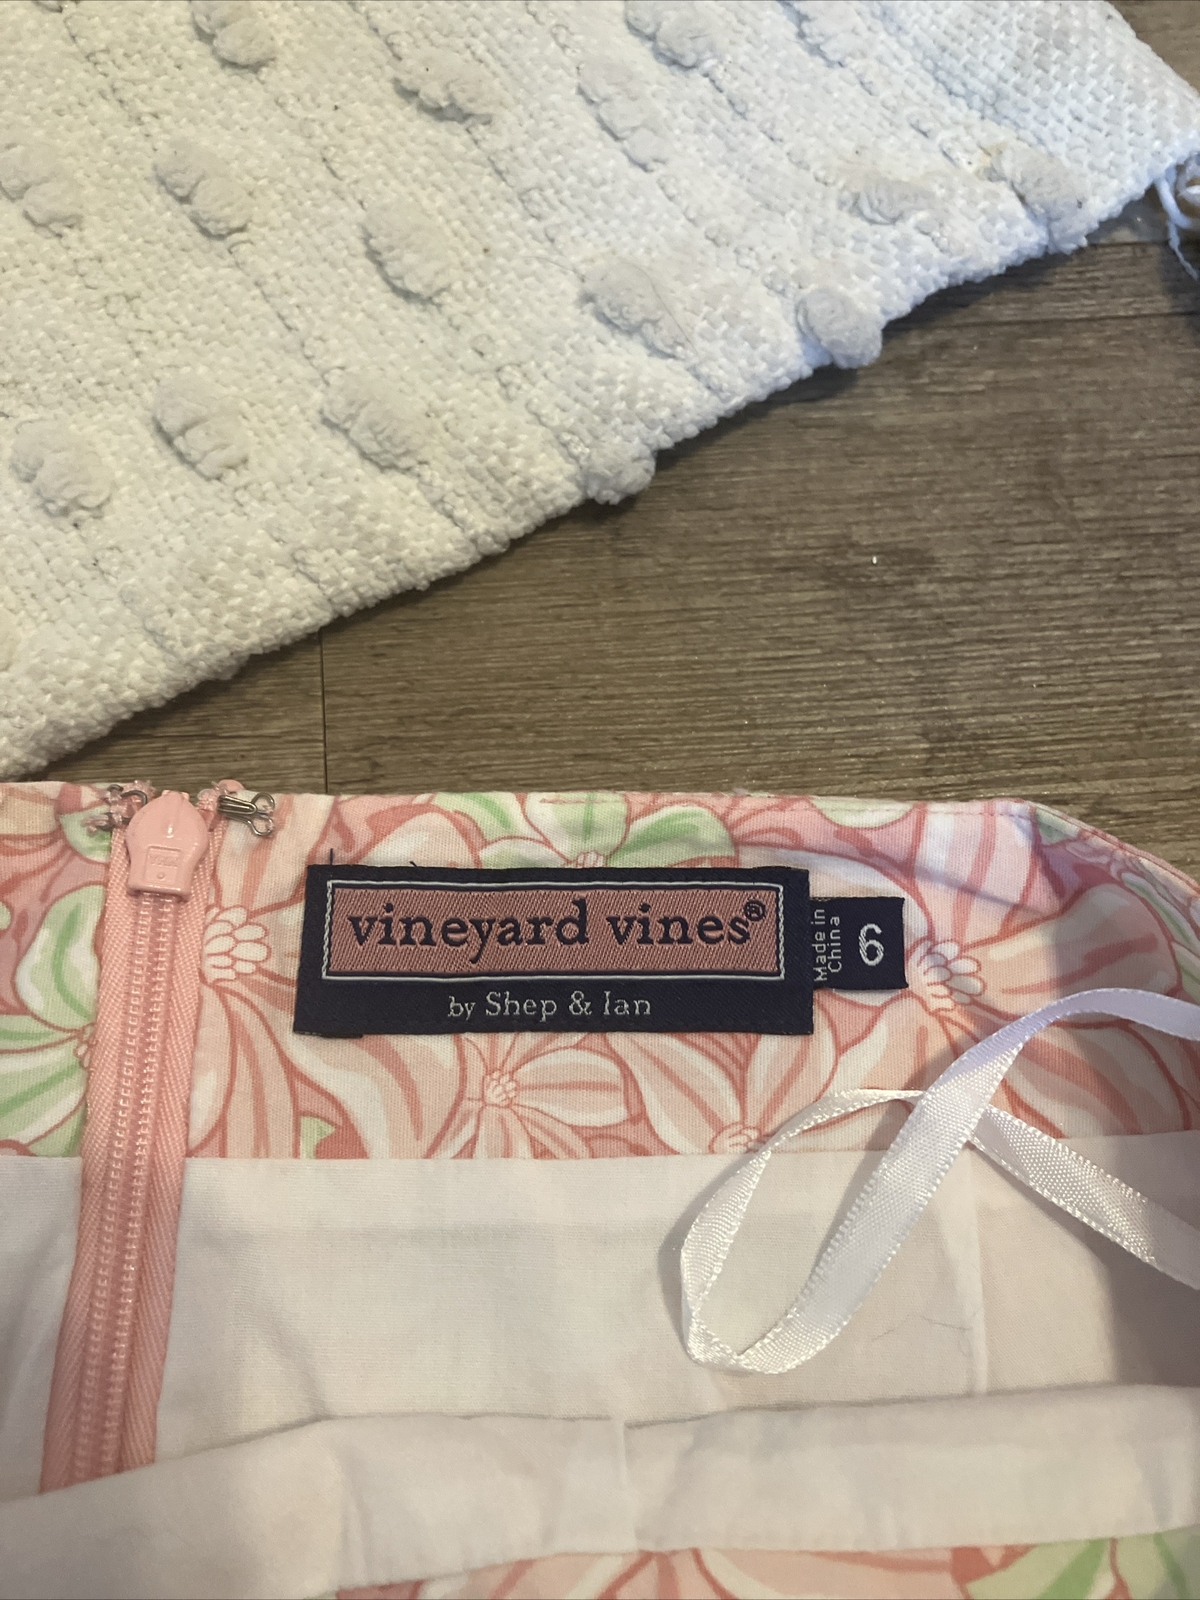 vineyard vines®
by Shep & Ian
Made in
China
6